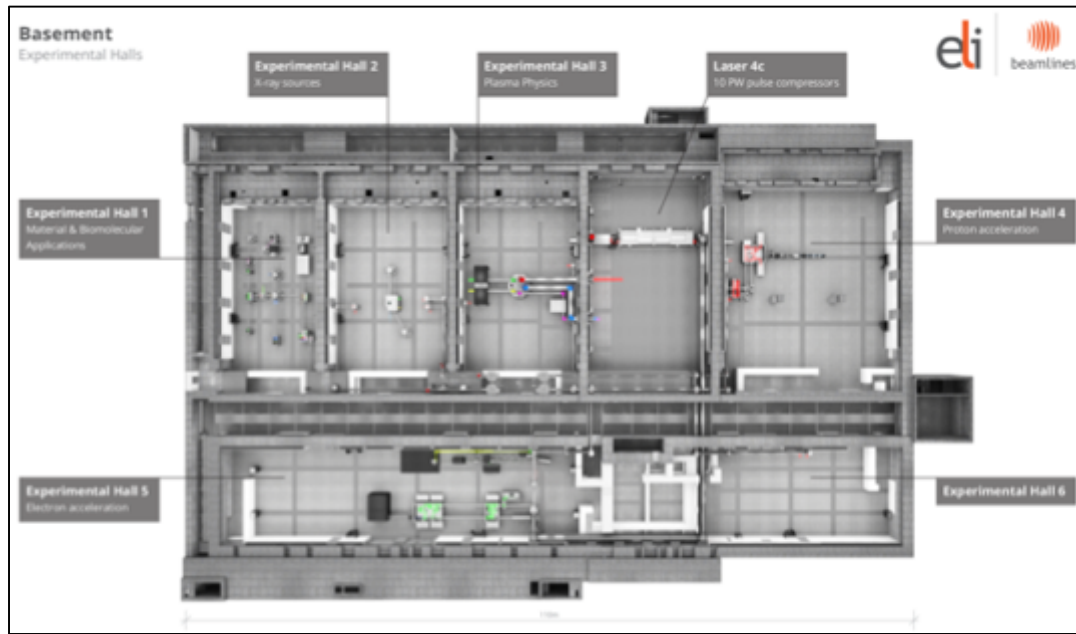 Basement
Experimental Halls
Experimental Hall 2
X-ray sources
Experimental Hall 3
Plasma Physics
Laser 4c
10 PW pulse compressors
eli
beamlines
Experimental Hall 1
Material & Biomolecular
Applications
Experimental Hall 4
Proton acceleration
Experimental Hall 5
Electron acceleration
Experimental Hall 6